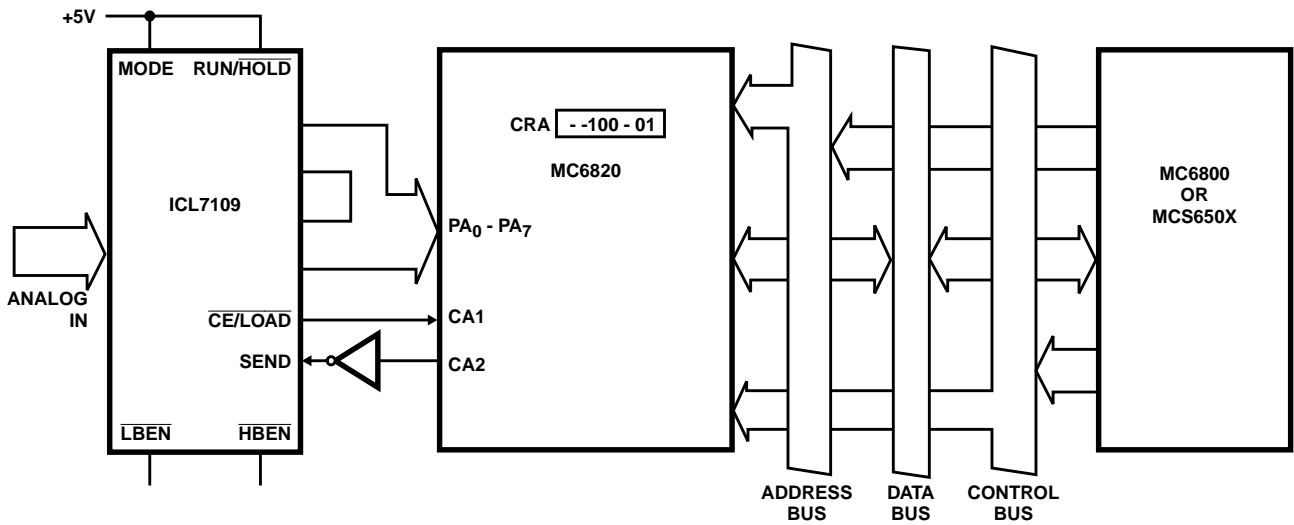 +5V
MODE
RUN/HOLD
ICL7109
ANALOG
IN
CE/LOAD
SEND
LBEN
HBEN
CRA
- -100 - 01
MC6820
PA0 - PA7
CA1
CA2
MC6800
OR
MCS650X
ADDRESS
BUS
DATA
BUS
CONTROL
BUS